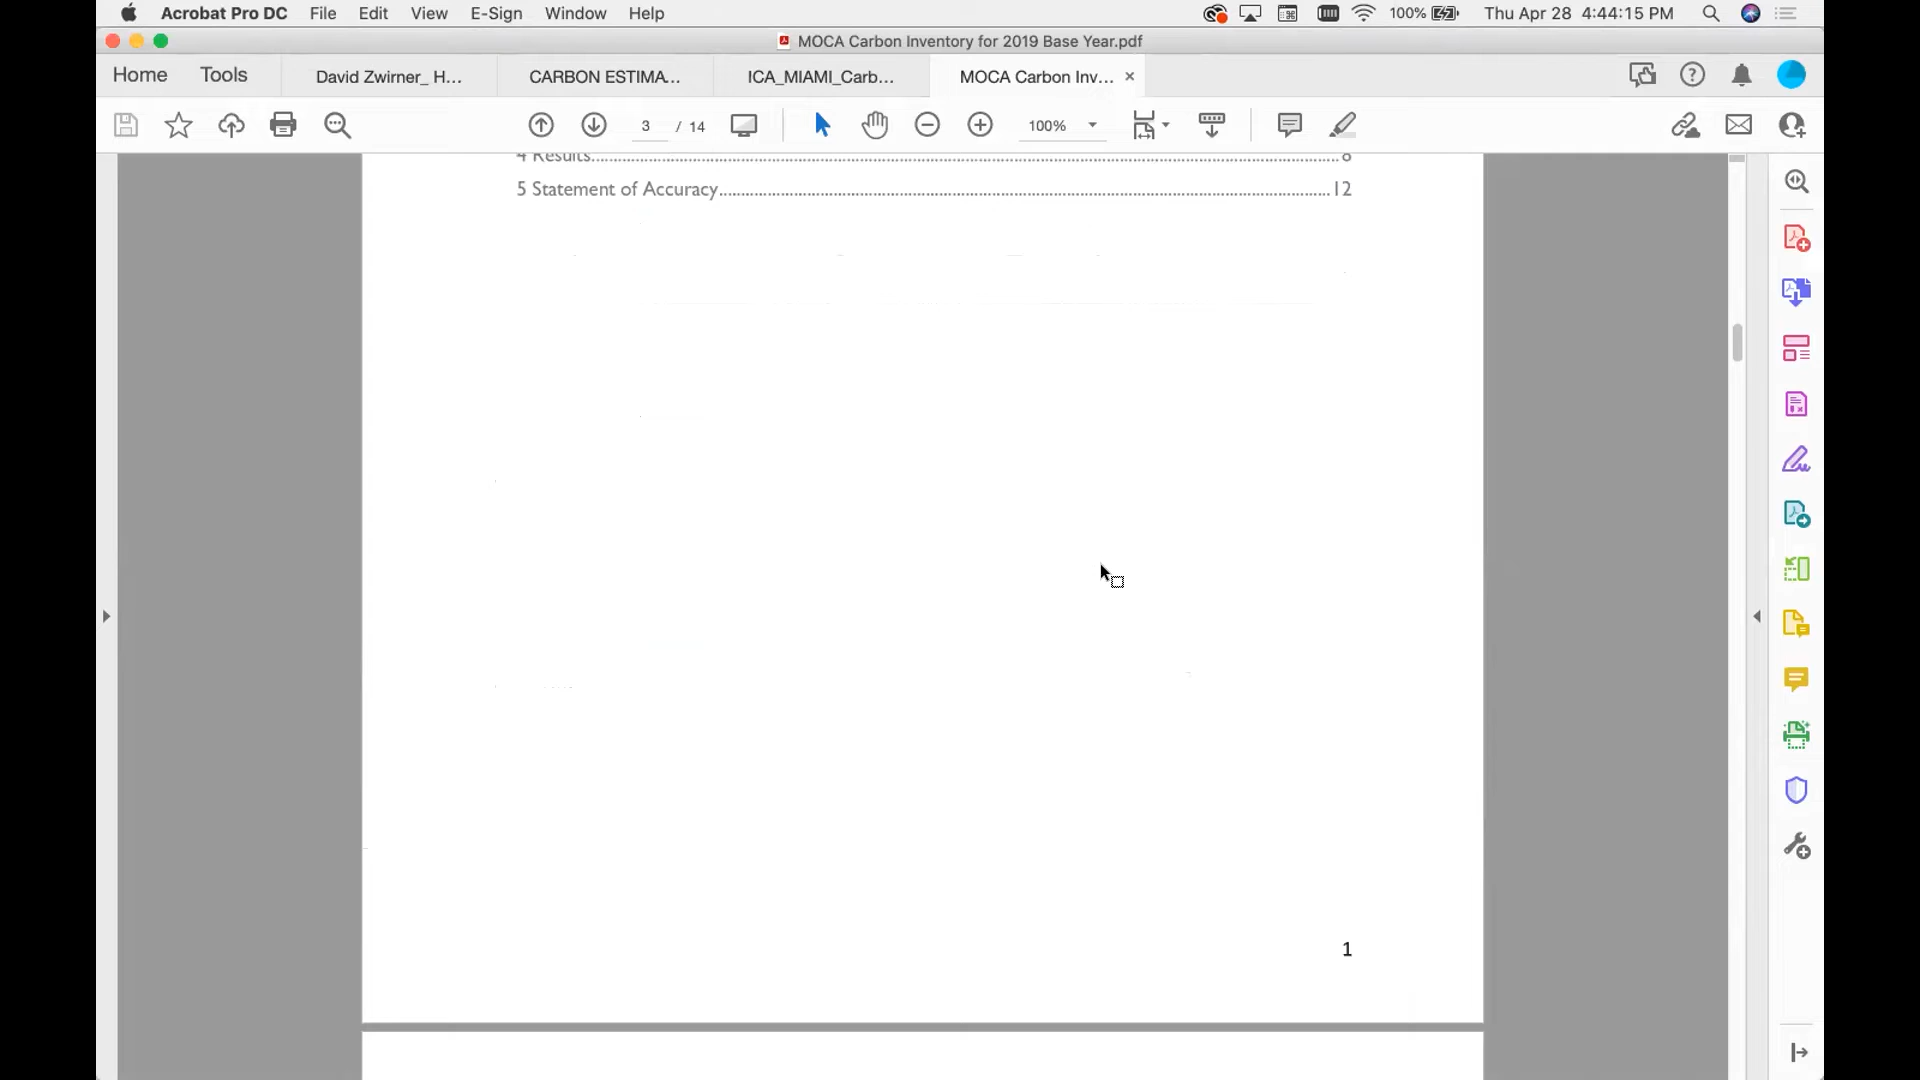 Acrobat Pro DC File Edit View E-Sign Window Help 100% Thu Apr 28 4:44:15 PM
MOCA Carbon Inventory for 2019 Base Year.pdf
Home Tools David Zwirner_ H... CARBON ESTIMA... ICA_MIAMI_Carb... MOCA Carbon Inv... ×
3 / 14 100%
4 Results........................................8
5 Statement of Accuracy........................................12
1